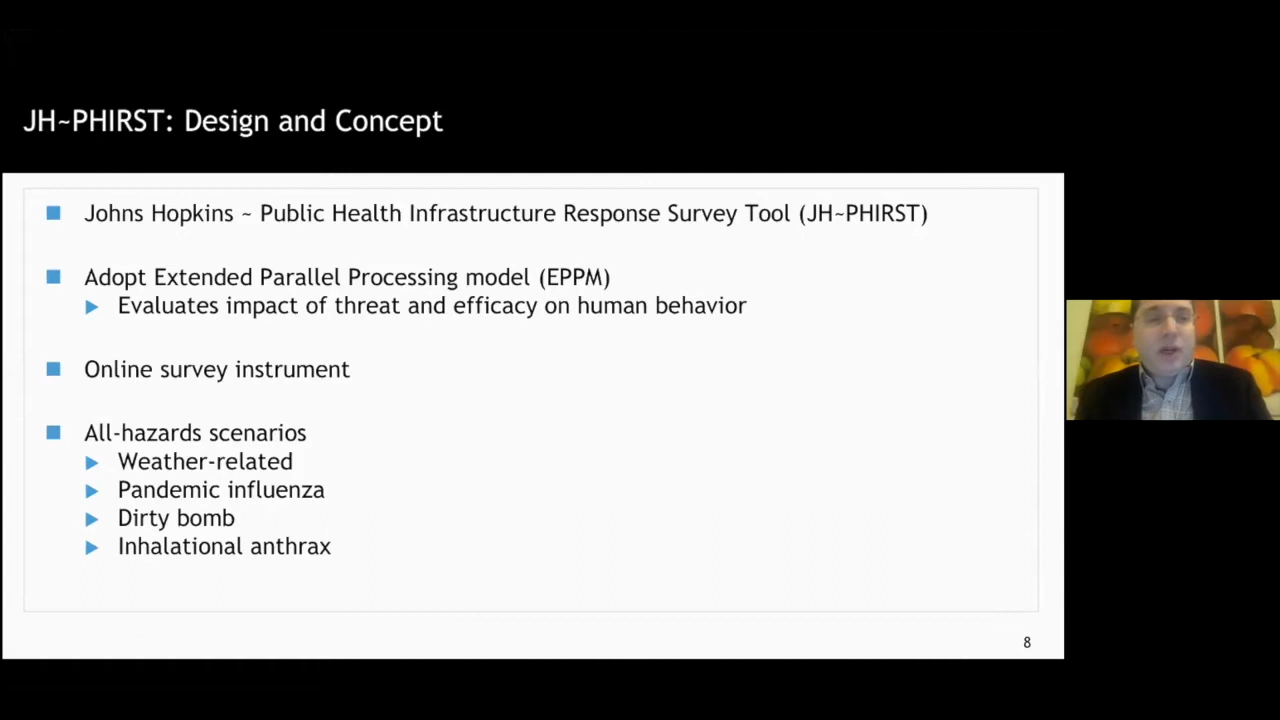 JH~PHIRST: Design and Concept
Johns Hopkins ~ Public Health Infrastructure Response Survey Tool (JH~PHIRST)
Adopt Extended Parallel Processing model (EPPM)
Evaluates impact of threat and efficacy on human behavior
Online survey instrument
All-hazards scenarios
Weather-related
Pandemic influenza
Dirty bomb
Inhalational anthrax
8